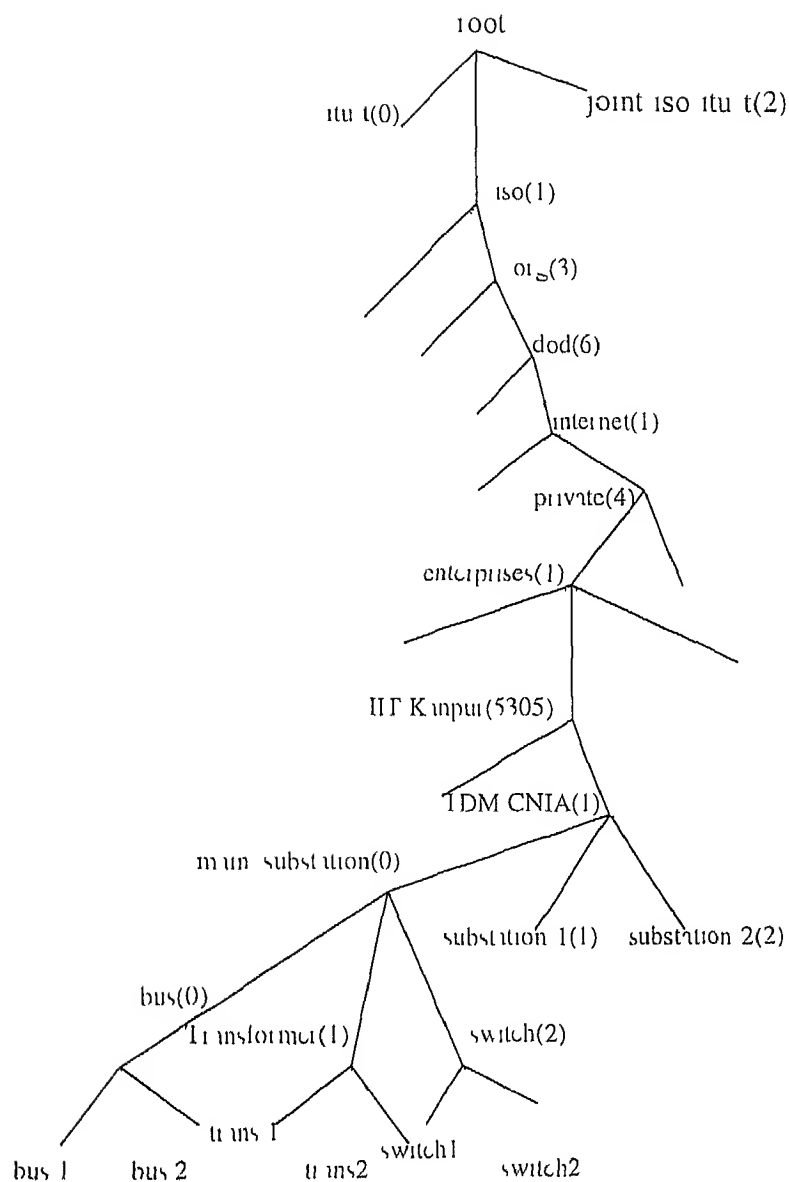 root
itu t(0)
joint iso itu t(2)
iso(1)
org(3)
dod(6)
internet(1)
private(4)
enterprises(1)
IIT Kanpur(5305)
DM CNIA(1)
main substation(0)
substation 1(1) substation 2(2)
bus(0)
Transformer(1) switch(2)
trans 1
switch1
bus 1 bus 2 trans2 switch2